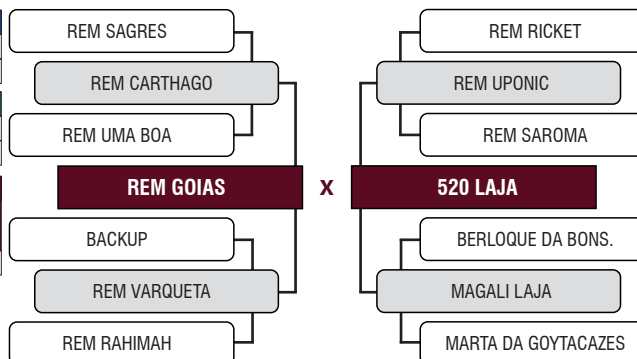 REM SAGRES
REM CARTHAGO
REM UMA BOA
REM GOIAS
BACKUP
REM VARQUETA
REM RAHIMAH
X
REM RICKET
REM UPONIC
REM SAROMA
520 LAJA
BERLOQUE DA BONS.
MAGALI LAJA
MARTA DA GOYTACAZES